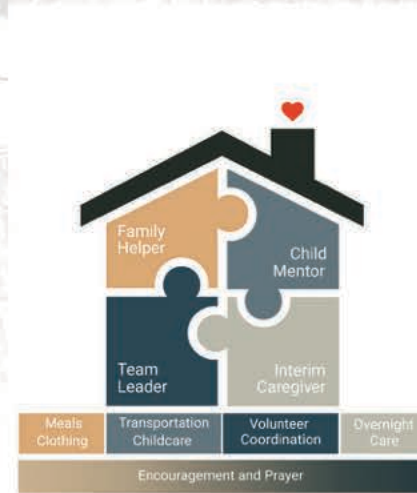 Family
Helper
Child
Mentor
Team
Leader
Interim
Caregiver
Meals
Clothing
Transportation
Childcare
Volunteer
Coordination
Overnight
Care
Encouragement and Prayer